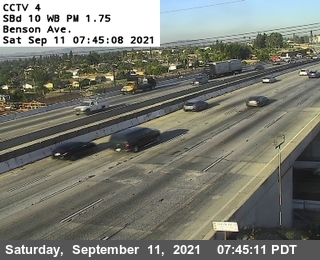 CCTV 4
SBd 10 WB PM 1.75
Benson Ave.
Sat Sep 11 07:45:08 2021
Saturday, September 11, 2021 07:45:11 PDT